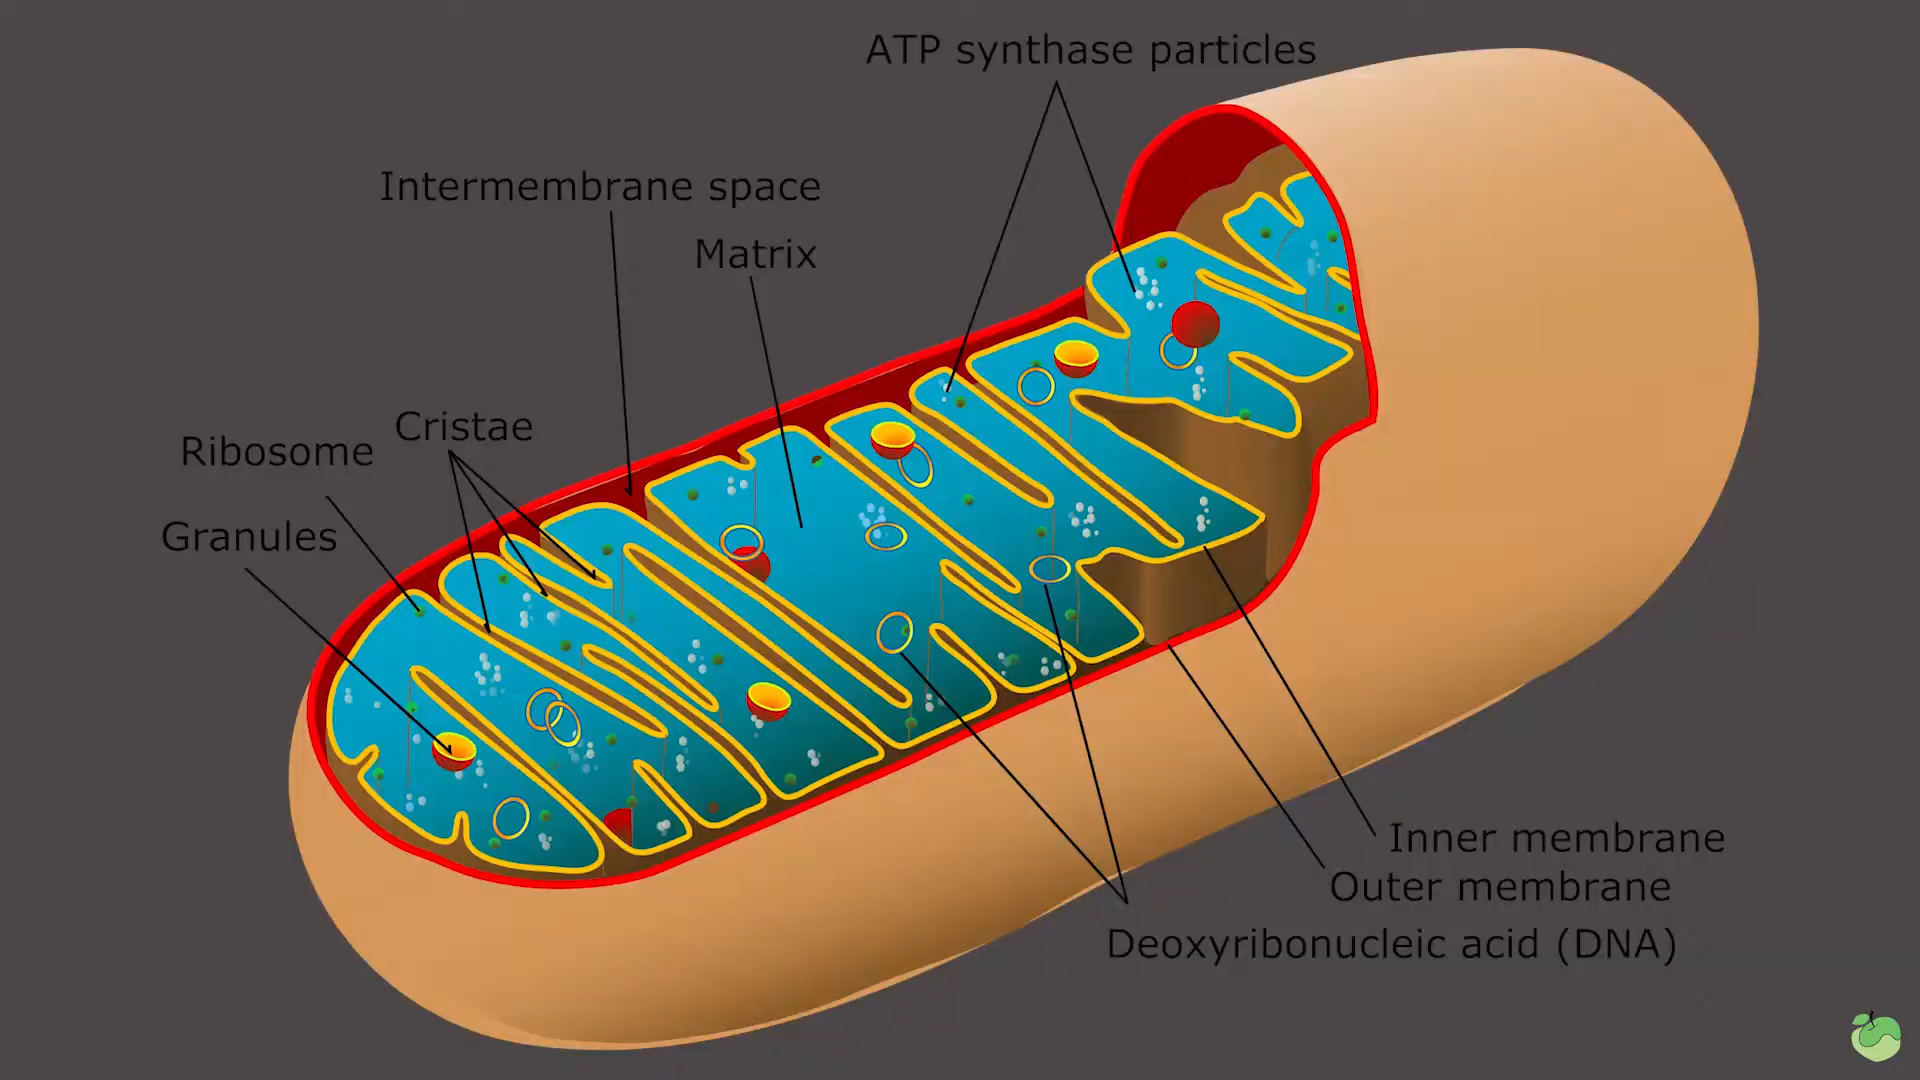 ATP synthase particles
Intermembrane space
Matrix
Cristae
Ribosome
Granules
Inner membrane
Outer membrane
Deoxyribonucleic acid (DNA)